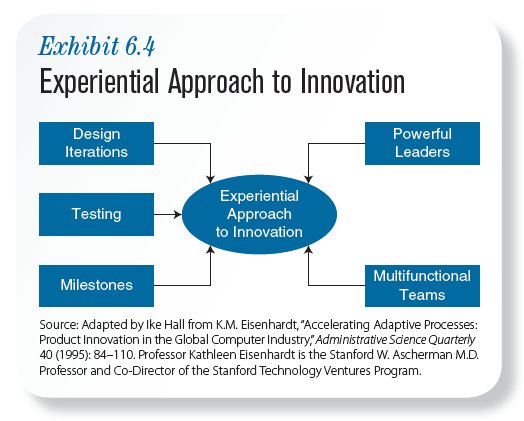 Exhibit 6.4
Experiential Approach to Innovation
Design
Iterations
Powerful
Leaders
Testing
Experiential
Approach
to Innovation
Milestones
Multifunctional
Teams
Source: Adapted by Ike Hall from K.M. Eisenhardt, "Accelerating Adaptive Processes:
Product Innovation in the Global Computer Industry," Administrative Science Quarterly
40 (1995): 84–110. Professor Kathleen Eisenhardt is the Stanford W. Ascherman M.D.
Professor and Co-Director of the Stanford Technology Ventures Program.